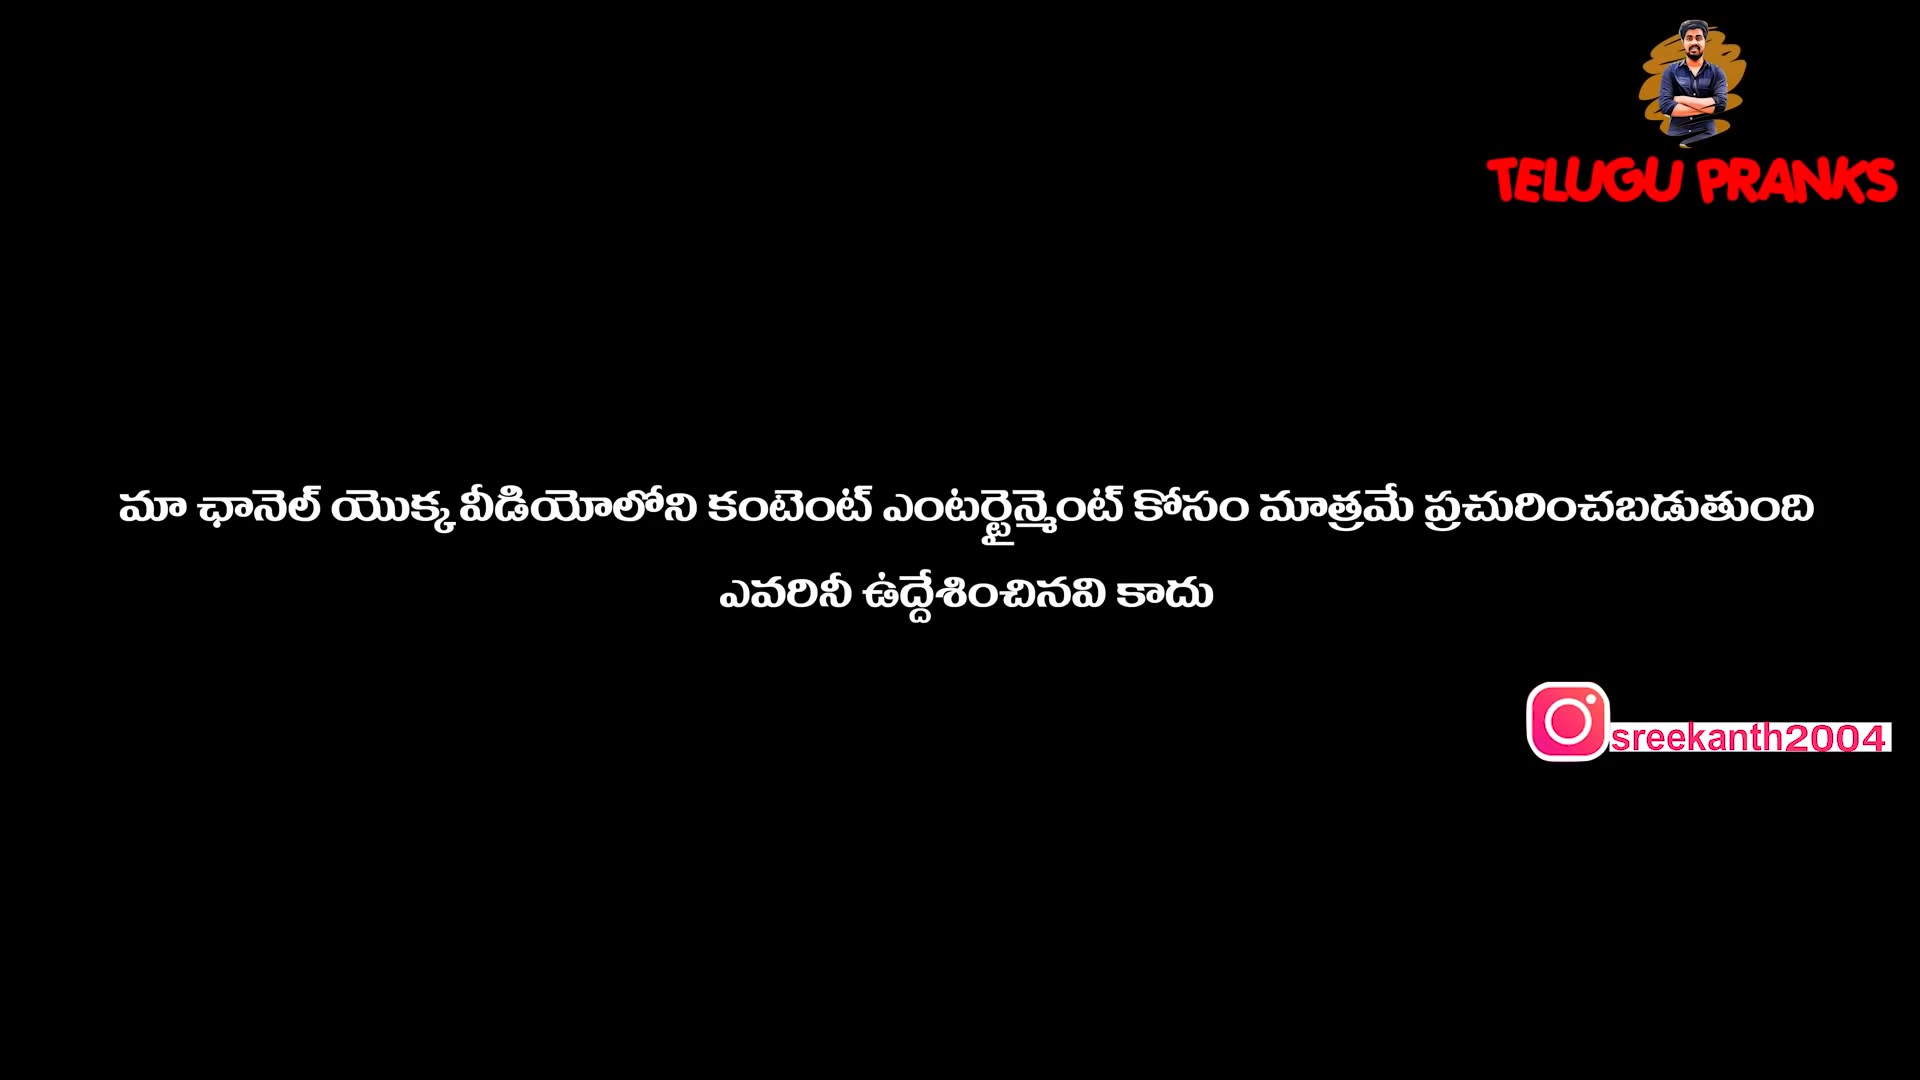 TELUGU PRANKS
మా ఛానెల్ యొక్క వీడియోలోని కంటెంట్ ఎంటర్టైన్మెంట్ కోసం మాత్రమే ప్రచురించబడుతుంది
ఎవరినీ ఉద్దేశించినవి కాదు
sreekanth2004